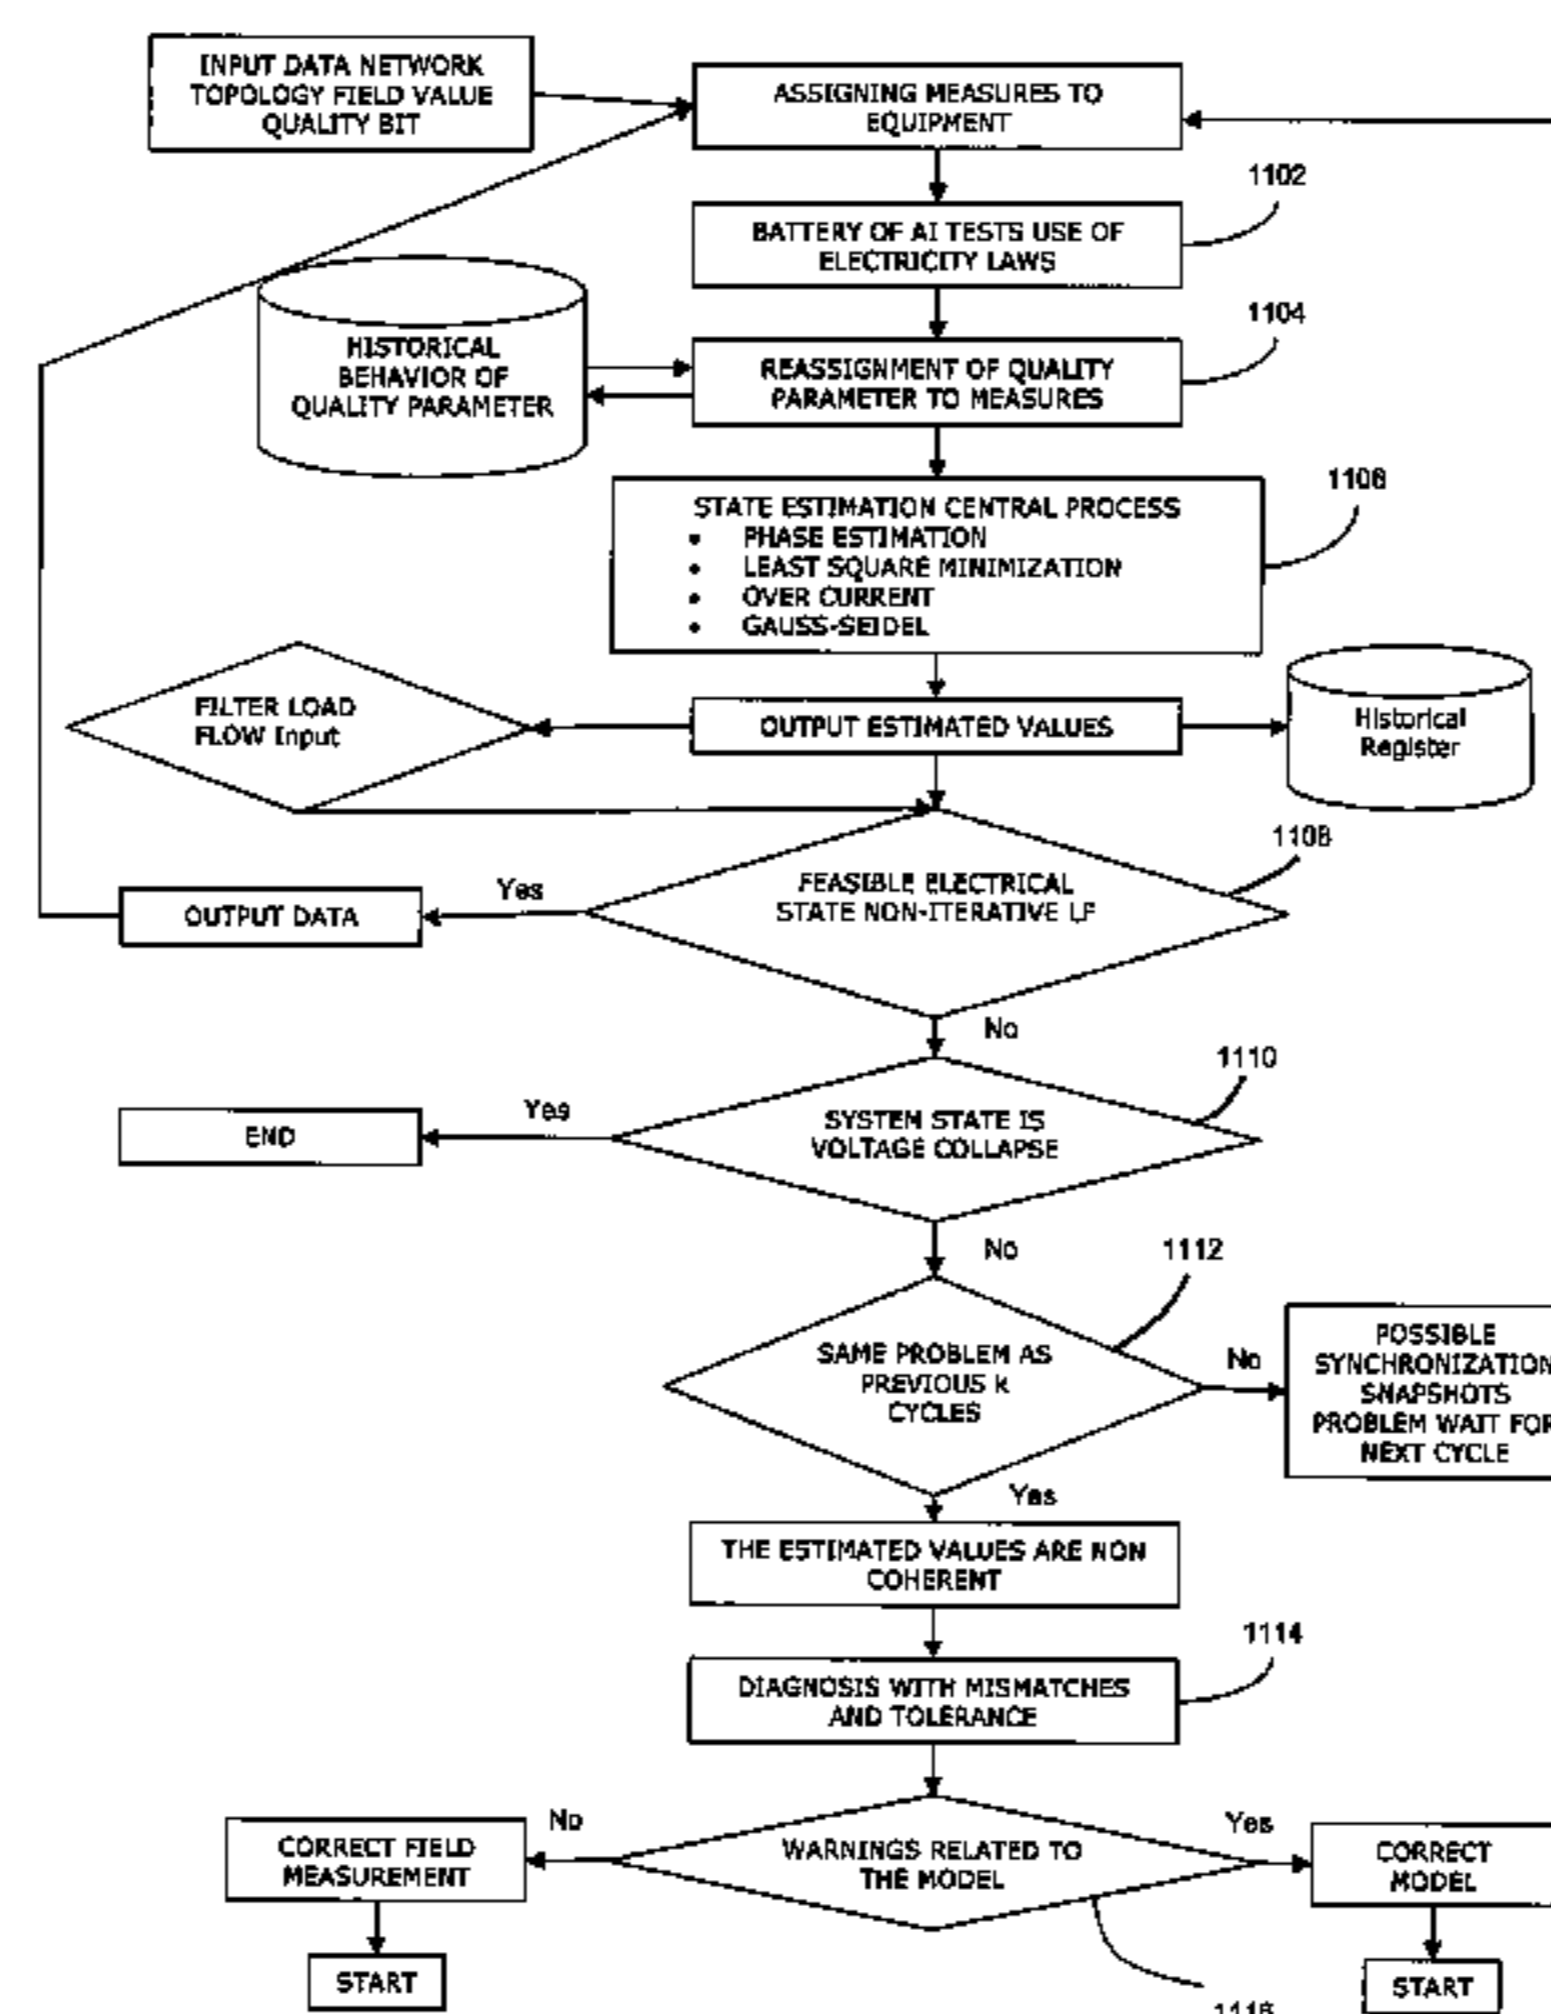 INPUT DATA NETWORK
TOPOLOGY FIELD VALUE
QUALITY BIT
ASSIGNING MEASURES TO
EQUIPMENT
1102
BATTERY OF AI TESTS USE OF
ELECTRICITY LAWS
1104
HISTORICAL
BEHAVIOR OF
QUALITY PARAMETER
REASSIGNMENT OF QUALITY
PARAMETER TO MEASURES
1106
STATE ESTIMATION CENTRAL PROCESS
• PHASE ESTIMATION
• LEAST SQUARE MINIMIZATION
• OVER CURRENT
• GAUSS-SEIDEL
FILTER LOAD
FLOW Input
OUTPUT ESTIMATED VALUES
Historical
Register
1108
Yes
FEASIBLE ELECTRICAL
STATE NON-ITERATIVE LF
OUTPUT DATA
No
1110
Yes
SYSTEM STATE IS
VOLTAGE COLLAPSE
END
No
1112
SAME PROBLEM AS
PREVIOUS K
CYCLES
No
POSSIBLE
SYNCHRONIZATION
SNAPSHOTS
PROBLEM WAIT FOR
NEXT CYCLE
Yes
THE ESTIMATED VALUES ARE NON
COHERENT
1114
DIAGNOSIS WITH MISMATCHES
AND TOLERANCE
No
Yes
CORRECT FIELD
MEASUREMENT
WARNINGS RELATED TO
THE MODEL
CORRECT
MODEL
START
START